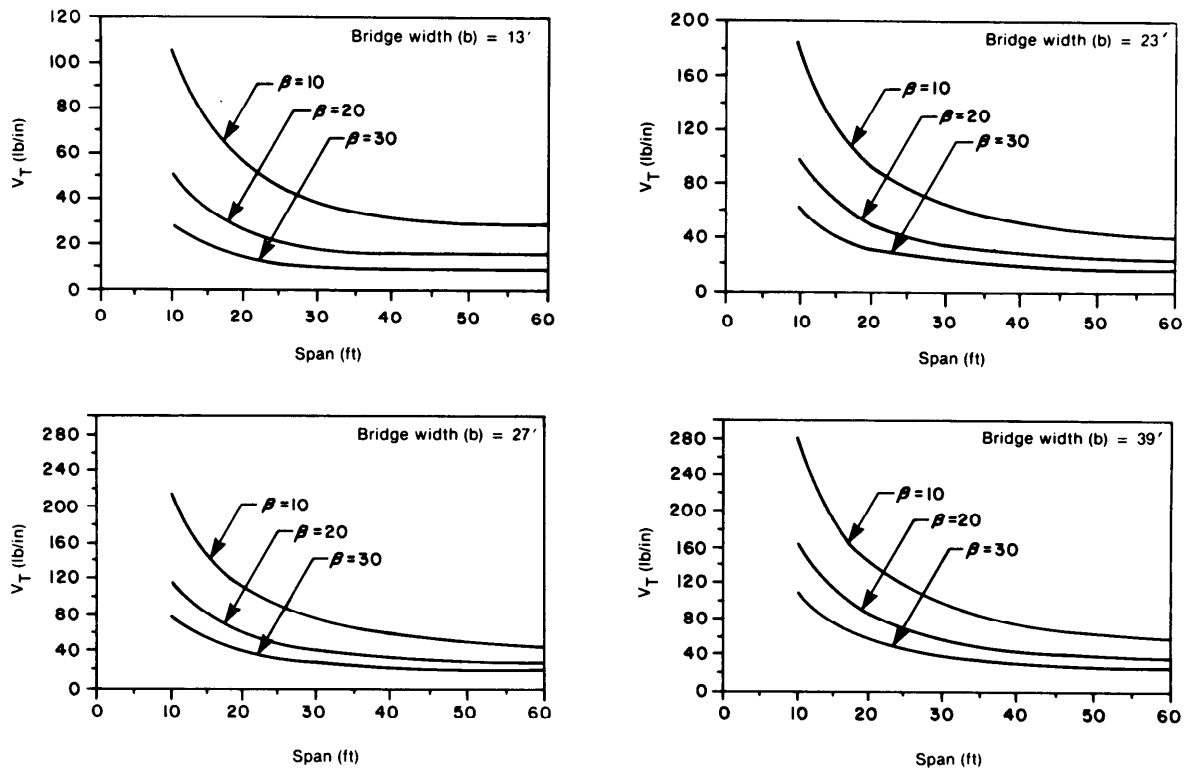 120
100
80
60
40
20
0
V_T (lb/in)
Bridge width (b) = 13′
β=10
β=20
β=30
0 10 20 30 40 50 60
Span (ft)
200
160
120
80
40
0
V_T (lb/in)
Bridge width (b) = 23′
β=10
β=20
β=30
0 10 20 30 40 50 60
Span (ft)
280
240
200
160
120
80
40
0
V_T (lb/in)
Bridge width (b) = 27′
β=10
β=20
β=30
0 10 20 30 40 50 60
Span (ft)
280
240
200
160
120
80
40
0
V_T (lb/in)
Bridge width (b) = 39′
β=10
β=20
β=30
0 10 20 30 40 50 60
Span (ft)